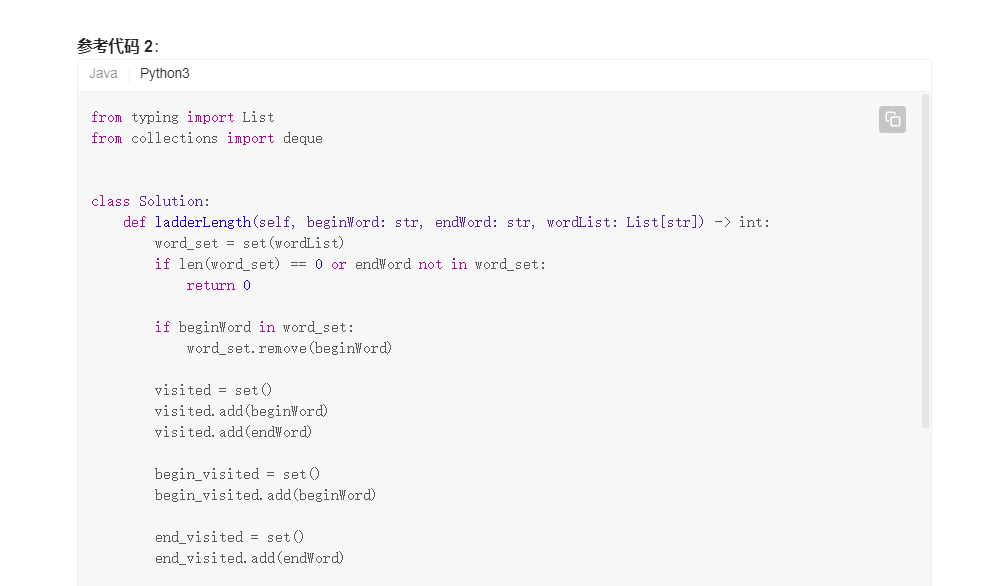 参考代码 2：
Java Python3
from typing import List
from collections import deque
class Solution:
    def ladderLength(self, beginWord: str, endWord: str, wordList: List[str]) -> int:
        word_set = set(wordList)
        if len(word_set) == 0 or endWord not in word_set:
            return 0
        if beginWord in word_set:
            word_set.remove(beginWord)
        visited = set()
        visited.add(beginWord)
        visited.add(endWord)
        begin_visited = set()
        begin_visited.add(beginWord)
        end_visited = set()
        end_visited.add(endWord)